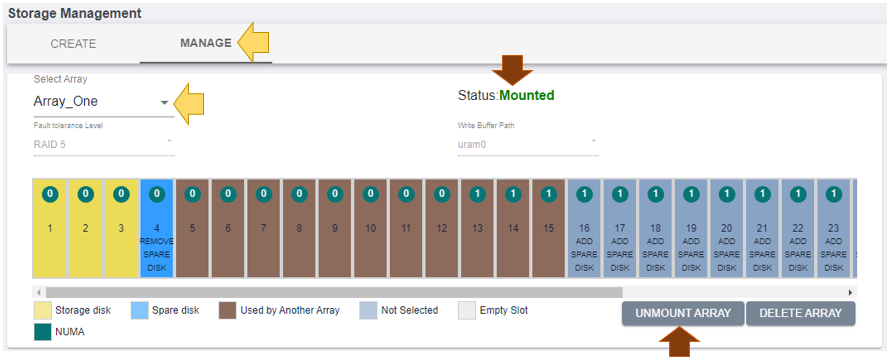 Storage Management
CREATE MANAGE
Select Array
Array_One
Status:Mounted
Fault tolerance Level
Write Buffer Path
RAID 5
uram0
0 0 0 0 0 0 0 0 0 0 0 0 1 1 1 1 1 1 1 1 1 1 1
1 2 3 4 5 6 7 8 9 10 11 12 13 14 15 16 17 18 19 20 21 22 23
REMOVE ADD ADD ADD ADD ADD ADD ADD ADD
SPARE SPARE SPARE SPARE SPARE SPARE SPARE SPARE SPARE
DISK DISK DISK DISK DISK DISK DISK DISK DISK
Storage disk Spare disk Used by Another Array Not Selected Empty Slot
UNMOUNT ARRAY DELETE ARRAY
NUMA